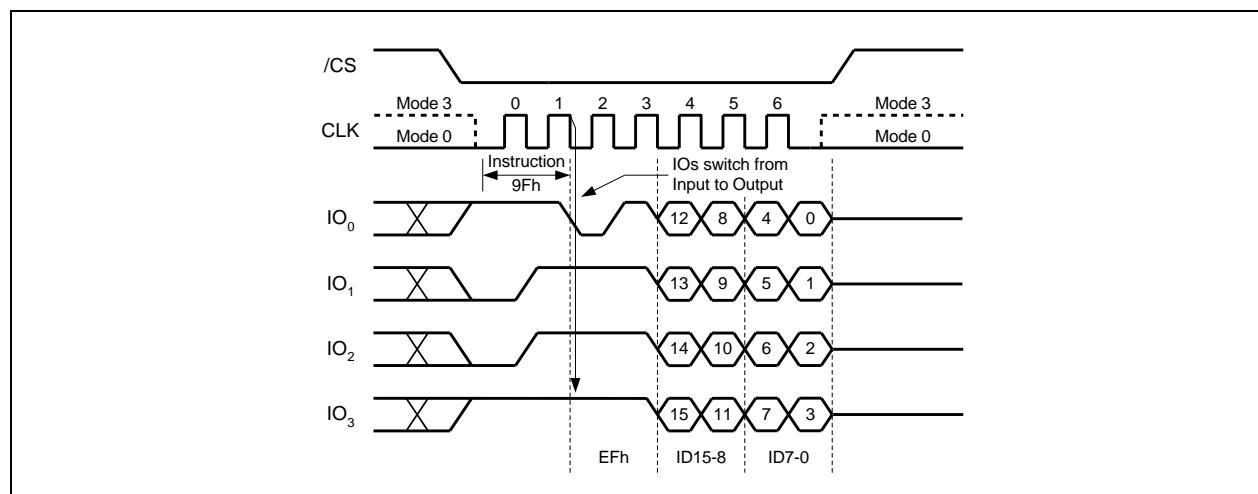 /CS
Mode 3 0 1 2 3 4 5 6 Mode 3
CLK Mode 0 Mode 0
Instruction
9Fh
IOs switch from
Input to Output
IO0 12 8 4 0
IO1 13 9 5 1
IO2 14 10 6 2
IO3 15 11 7 3
EFh ID15-8 ID7-0